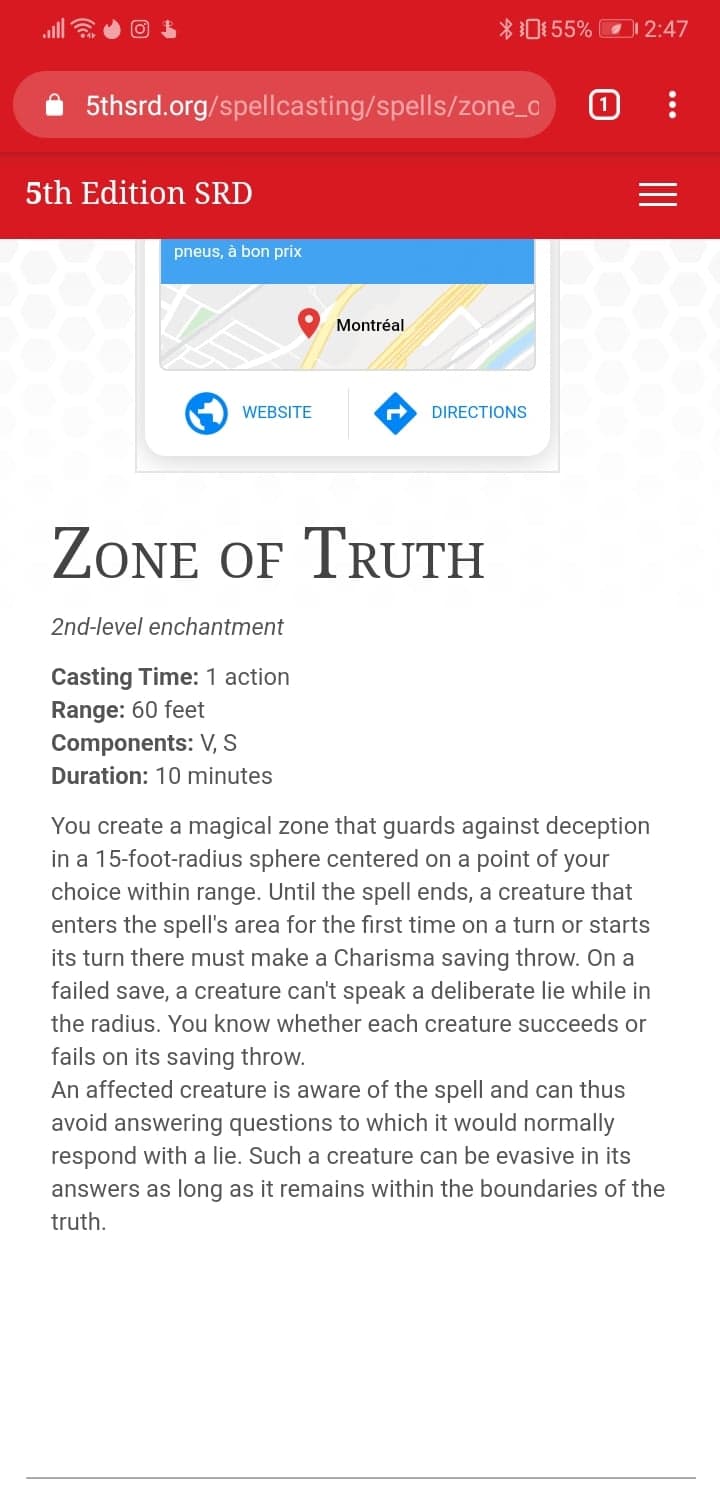 55% 2:47
5thsrd.org/spellcasting/spells/zone_o
1
5th Edition SRD
pneus, à bon prix
Montréal
WEBSITE DIRECTIONS
Zone of Truth
2nd-level enchantment
Casting Time: 1 action
Range: 60 feet
Components: V, S
Duration: 10 minutes
You create a magical zone that guards against deception
in a 15-foot-radius sphere centered on a point of your
choice within range. Until the spell ends, a creature that
enters the spell's area for the first time on a turn or starts
its turn there must make a Charisma saving throw. On a
failed save, a creature can't speak a deliberate lie while in
the radius. You know whether each creature succeeds or
fails on its saving throw.
An affected creature is aware of the spell and can thus
avoid answering questions to which it would normally
respond with a lie. Such a creature can be evasive in its
answers as long as it remains within the boundaries of the
truth.